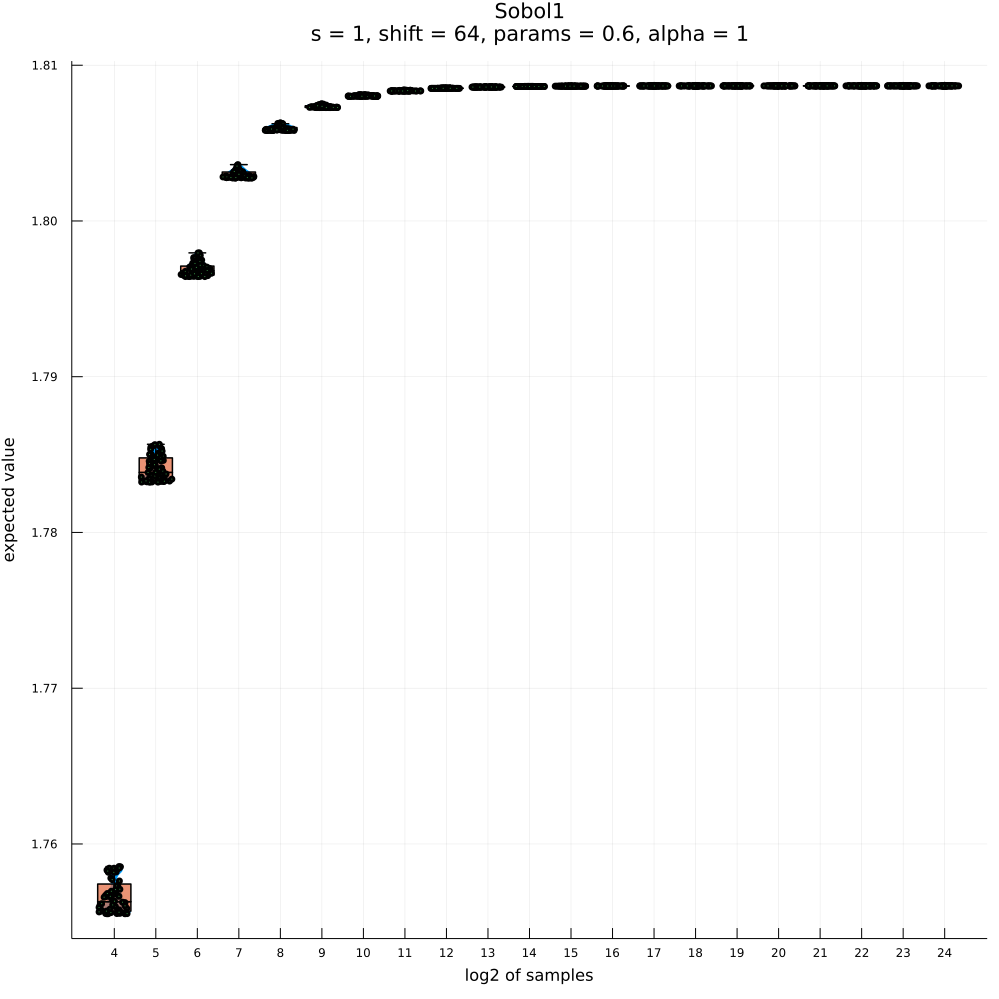 Sobol1
s = 1, shift = 64, params = 0.6, alpha = 1
1.81
1.80
1.79
1.78
1.77
1.76
expected value
4 5 6 7 8 9 10 11 12 13 14 15 16 17 18 19 20 21 22 23 24
log2 of samples